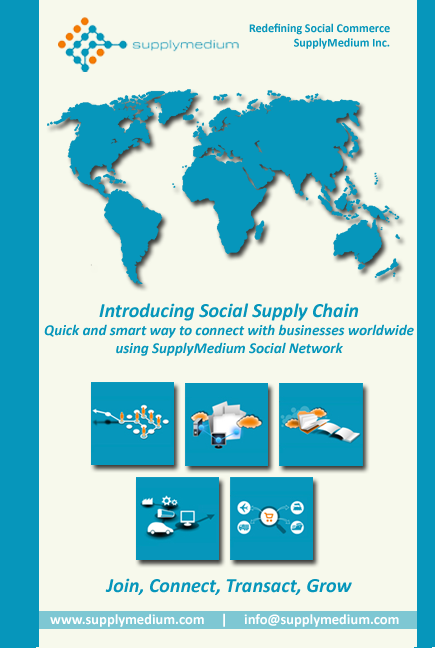 supplymedium
Redefining Social Commerce
SupplyMedium Inc.
Introducing Social Supply Chain
Quick and smart way to connect with businesses worldwide
using SupplyMedium Social Network
Join, Connect, Transact, Grow
www.supplymedium.com | info@supplymedium.com